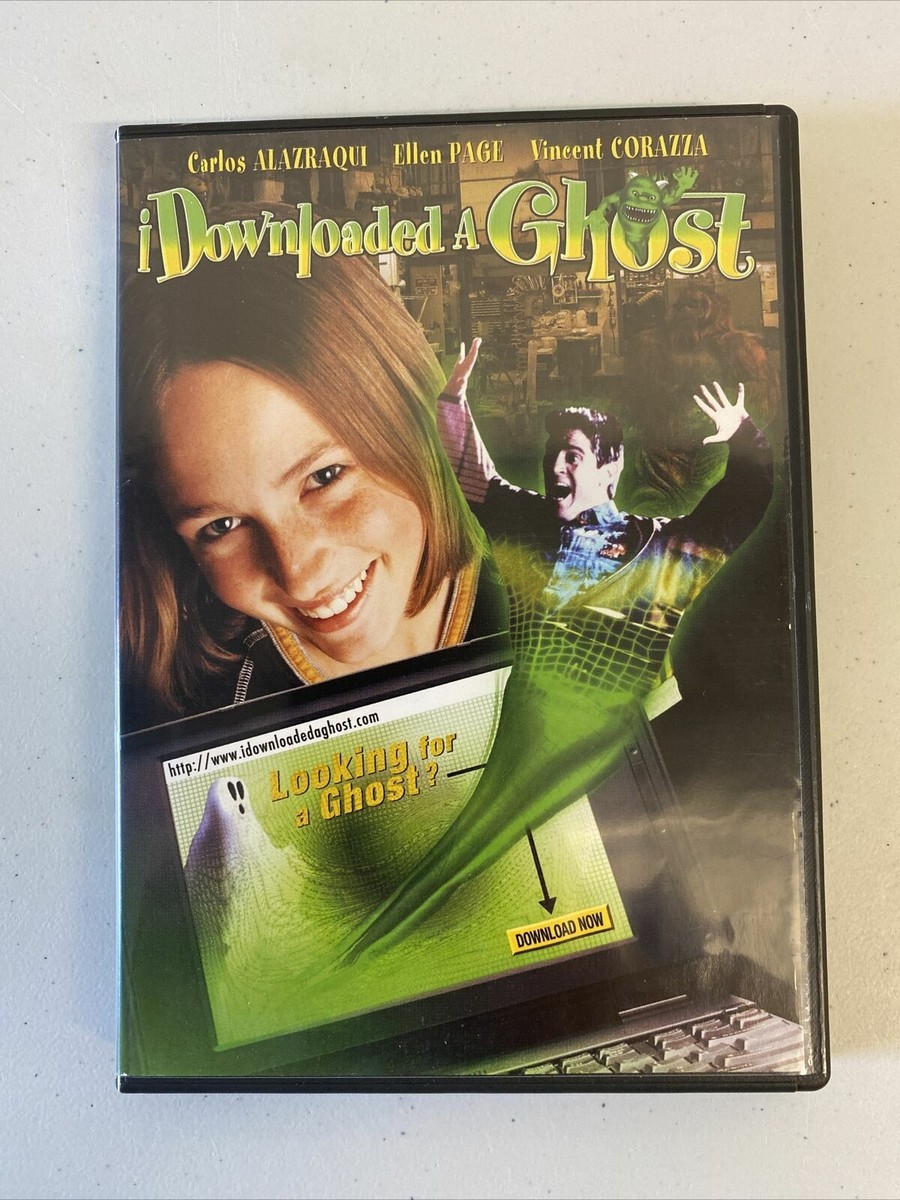 Carlos ALAZRAQUI Ellen PAGE Vincent CORAZZA
i Downloaded A Ghost
http://www.idownloadedaghost.com
Looking for
a Ghost?
DOWNLOAD NOW